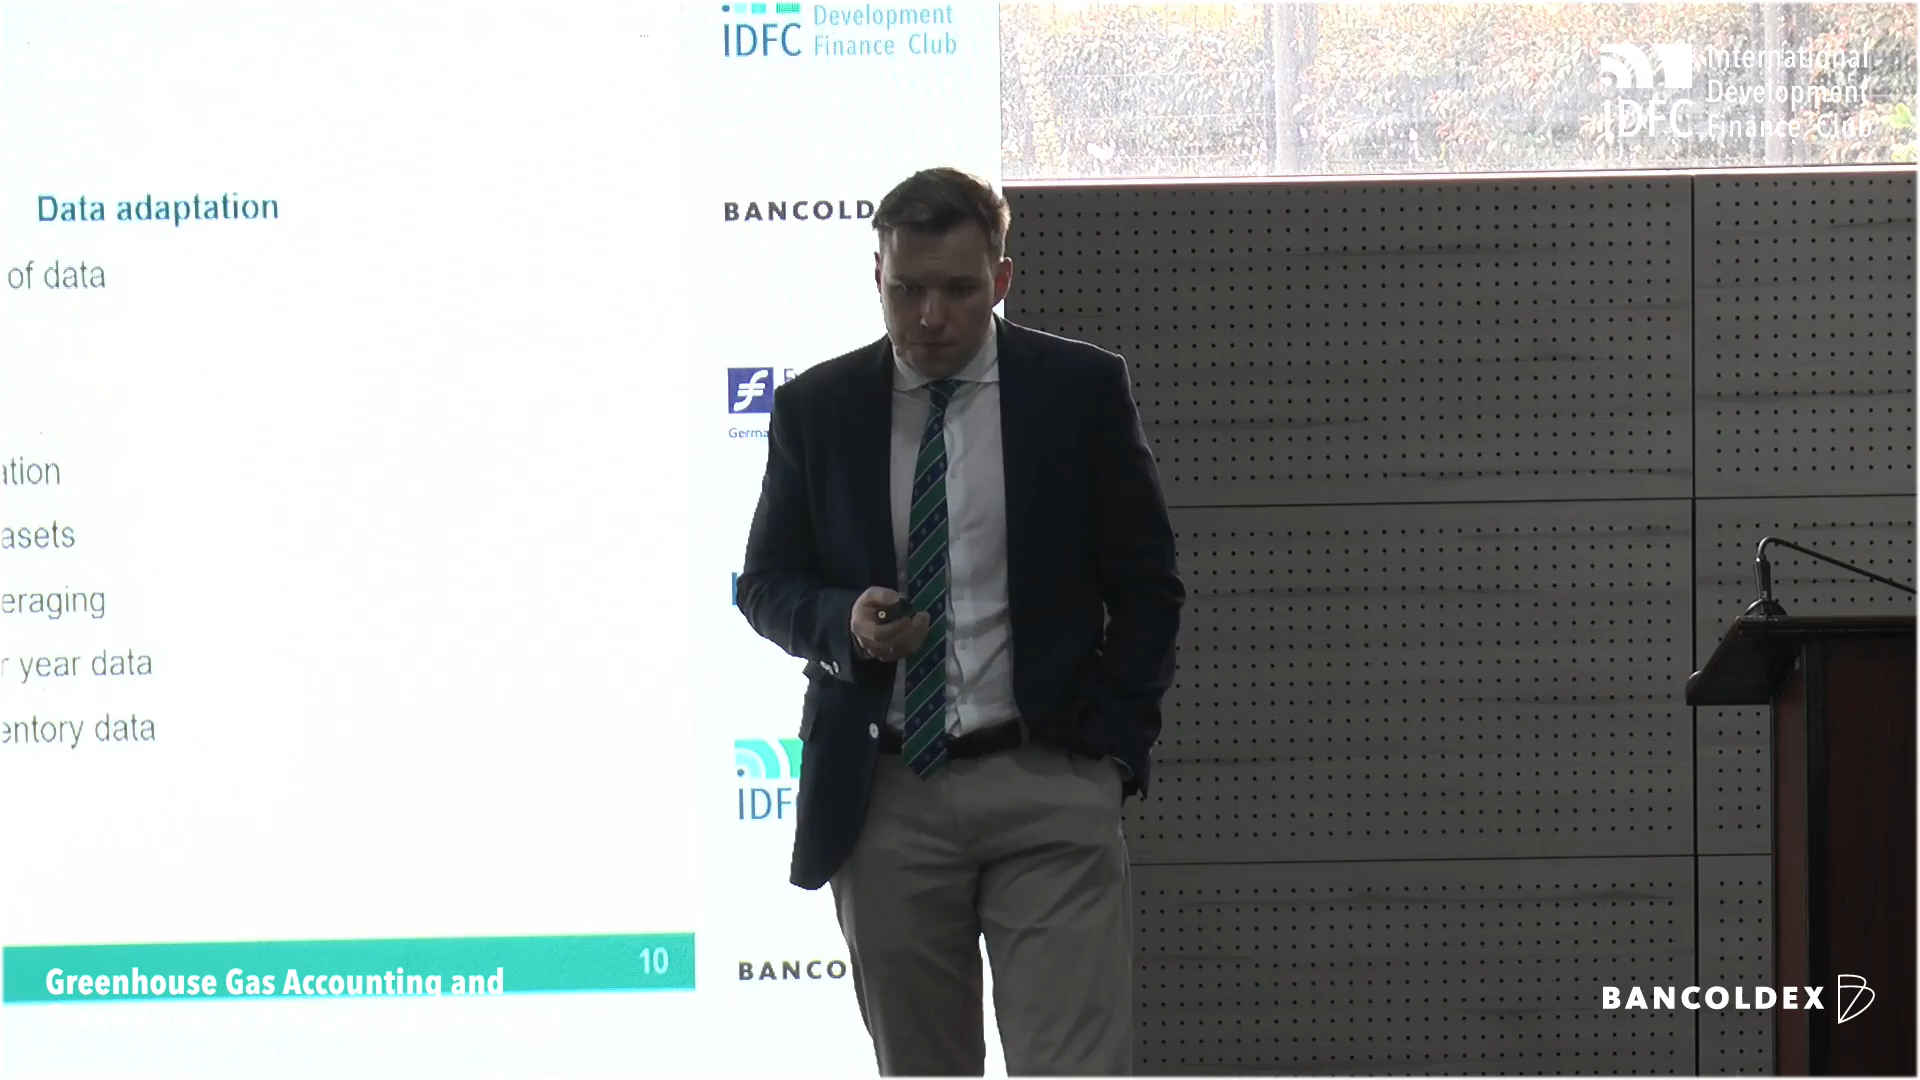 Data adaptation
of data
ation
asets
eraging
r year data
entory data
10
Greenhouse Gas Accounting and
Development
IDFC Finance Club
BANCOLD
Germa
IDF
BANCO
International
Development
IDFC Finance Club
BANCOLDEX